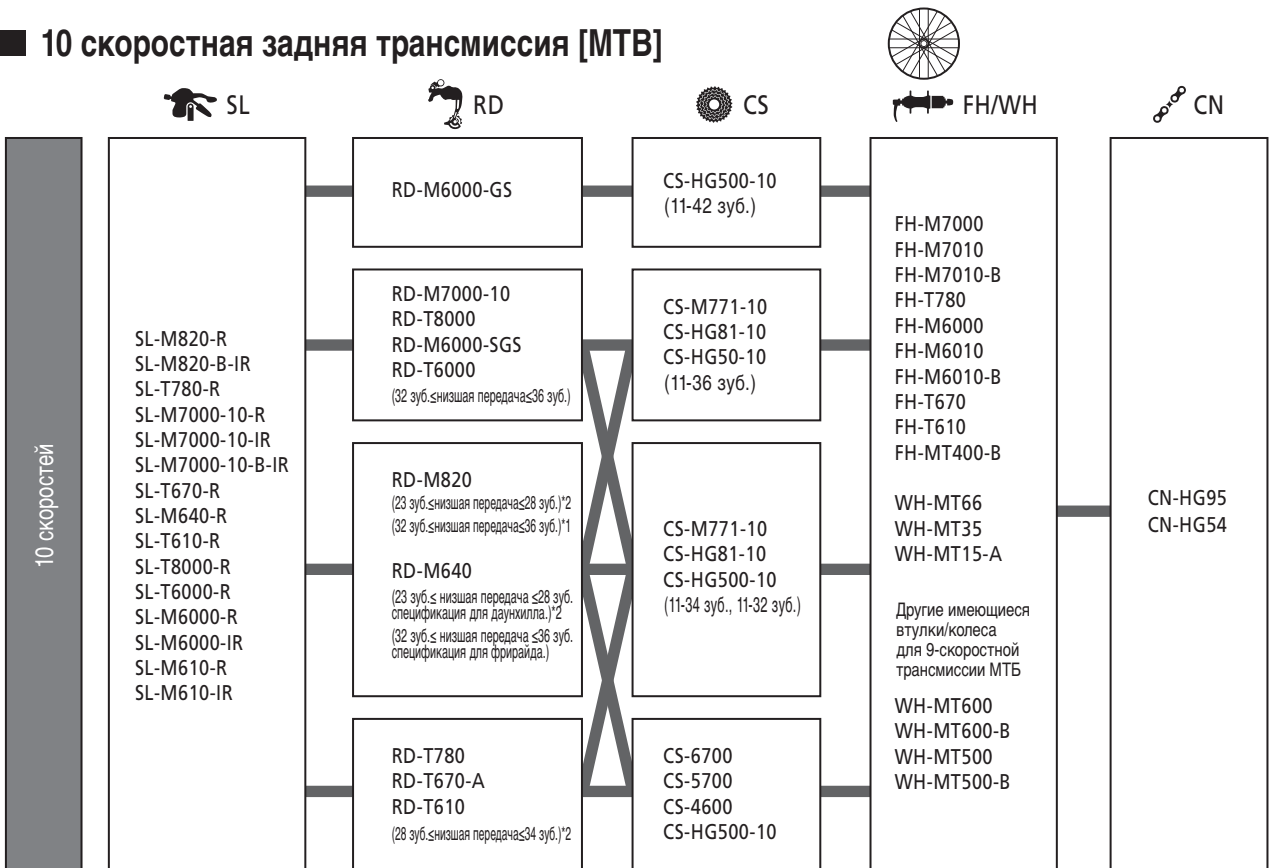 10 скоростная задняя трансмиссия [МТВ]
SL
RD
CS
FH/WH
CN
10 скоростей
SL-M820-R
SL-M820-B-IR
SL-T780-R
SL-M7000-10-R
SL-M7000-10-IR
SL-M7000-10-B-IR
SL-T670-R
SL-M640-R
SL-T610-R
SL-T8000-R
SL-T6000-R
SL-M6000-R
SL-M6000-IR
SL-M610-R
SL-M610-IR
RD-M6000-GS
RD-M7000-10
RD-T8000
RD-M6000-SGS
RD-T6000
(32 зуб.≤низшая передача≤36 зуб.)
RD-M820
(23 зуб.≤низшая передача≤28 зуб.)*2
(32 зуб.≤низшая передача≤36 зуб.)*1
RD-M640
(23 зуб.≤ низшая передача ≤28 зуб.
спецификация для даунхилла.)*2
(32 зуб.≤ низшая передача ≤36 зуб.
спецификация для фрирайда.)
RD-T780
RD-T670-A
RD-T610
(28 зуб.≤низшая передача≤34 зуб.)*2
CS-HG500-10
(11-42 зуб.)
CS-M771-10
CS-HG81-10
CS-HG50-10
(11-36 зуб.)
CS-M771-10
CS-HG81-10
CS-HG500-10
(11-34 зуб., 11-32 зуб.)
CS-6700
CS-5700
CS-4600
CS-HG500-10
FH-M7000
FH-M7010
FH-M7010-B
FH-T780
FH-M6000
FH-M6010
FH-M6010-B
FH-T670
FH-T610
FH-MT400-B
WH-MT66
WH-MT35
WH-MT15-A
Другие имеющиеся
втулки/колеса
для 9-скоростной
трансмиссии МТБ
WH-MT600
WH-MT600-B
WH-MT500
WH-MT500-B
CN-HG95
CN-HG54